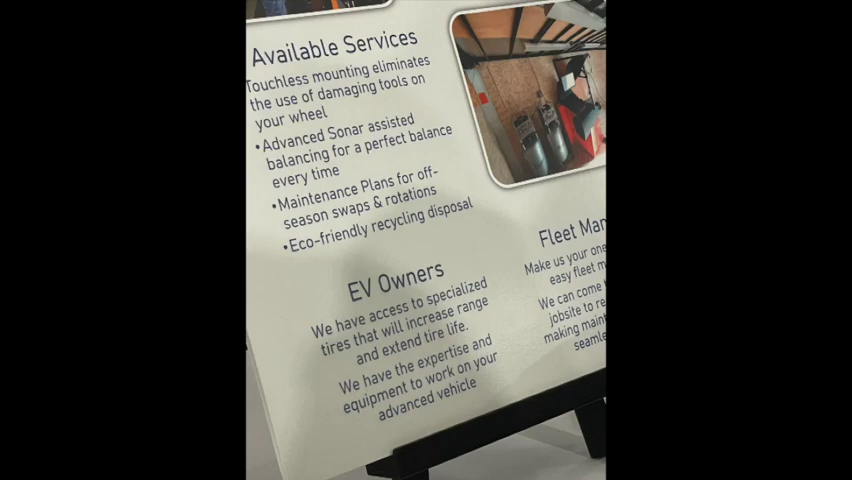 Available Services
Touchless mounting eliminates
the use of damaging tools on
your wheel
•Advanced Sonar assisted
balancing for a perfect balance
every time
•Maintenance Plans for off-
season swaps & rotations
•Eco-friendly recycling disposal
EV Owners
We have access to specialized
tires that will increase range
and extend tire life.
We have the expertise and
equipment to work on your
advanced vehicle
Fleet Man
Make us your one
easy fleet m
We can come
jobsite to re
making maint
seamle